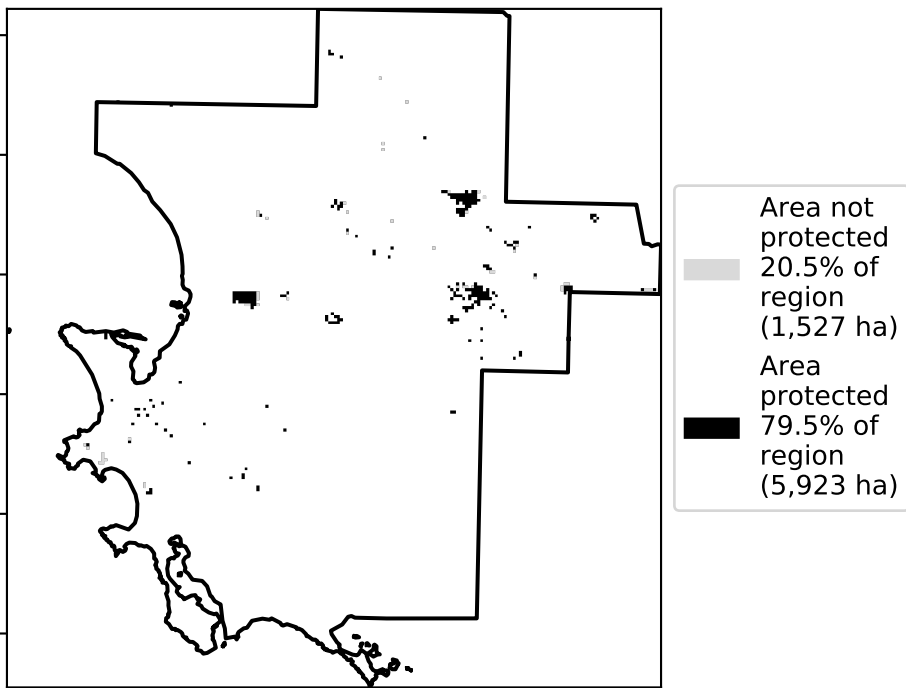 Area not
protected
20.5% of
region
(1,527 ha)
Area
protected
79.5% of
region
(5,923 ha)